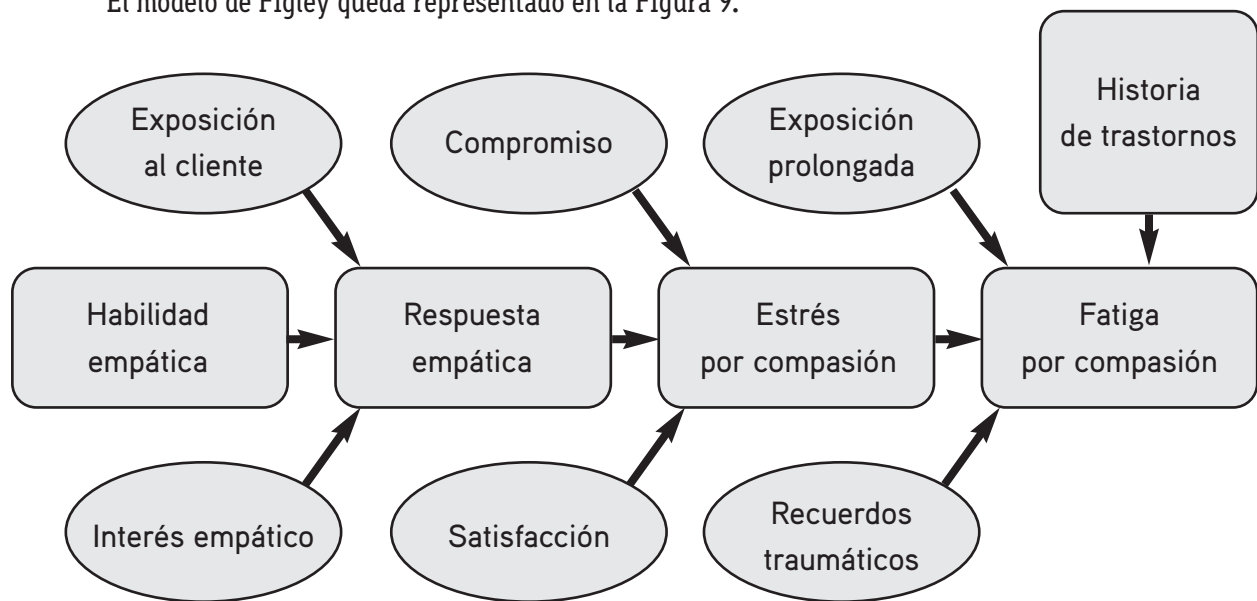 El modelo de Figley queda representado en la Figura 9.
Exposición
al cliente
Compromiso
Exposición
prolongada
Historia
de trastornos
Habilidad
empática
Respuesta
empática
Estrés
por compasión
Fatiga
por compasión
Interés empático
Satisfacción
Recuerdos
traumáticos